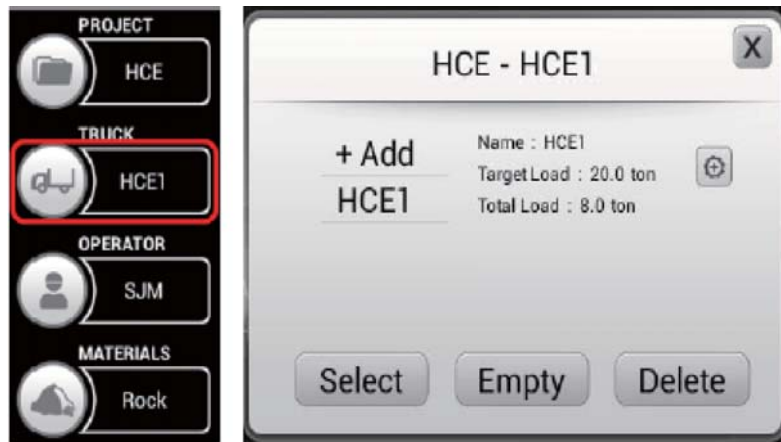 PROJECT
HCE
TRUCK
HCE1
OPERATOR
SJM
MATERIALS
Rock
HCE - HCE1
X
+ Add
HCE1
Name : HCE1
Target Load : 20.0 ton
Total Load : 8.0 ton
Select
Empty
Delete